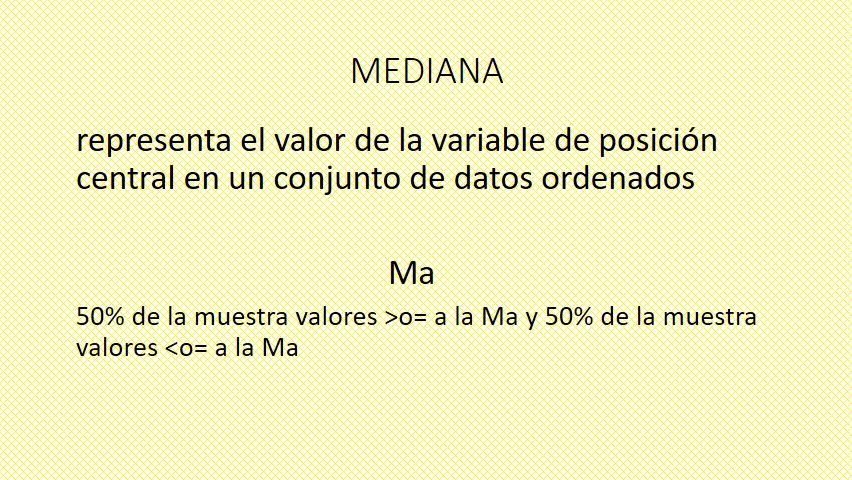 MEDIANA
representa el valor de la variable de posición
central en un conjunto de datos ordenados
Ma
50% de la muestra valores >o= a la Ma y 50% de la muestra
valores <o= a la Ma